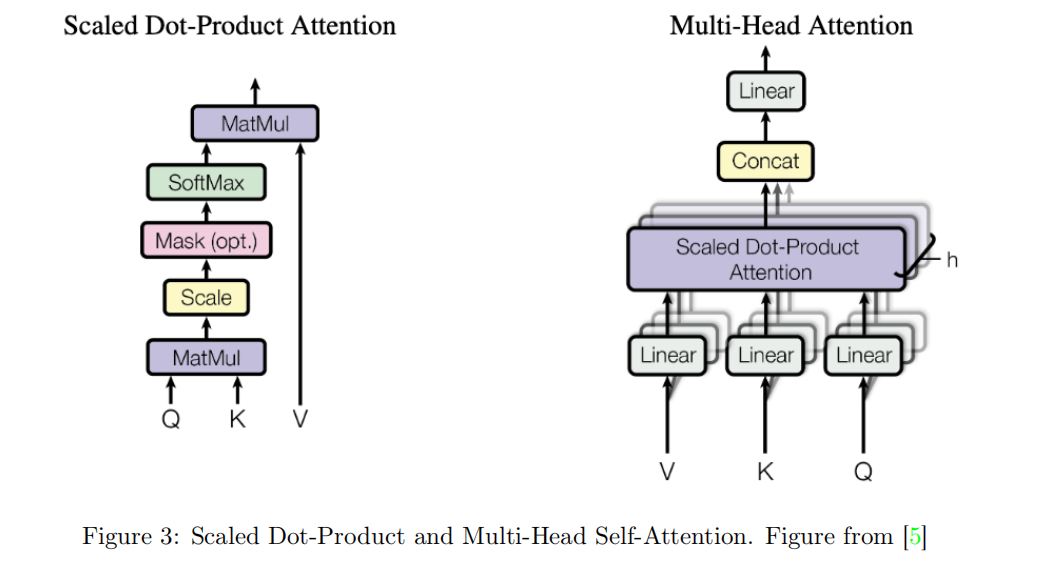 Scaled Dot-Product Attention
MatMul
SoftMax
Mask (opt.)
Scale
MatMul
Q K V
Multi-Head Attention
Linear
Concat
Scaled Dot-Product
Attention
h
Linear Linear Linear
V K Q
Figure 3: Scaled Dot-Product and Multi-Head Self-Attention. Figure from [5]